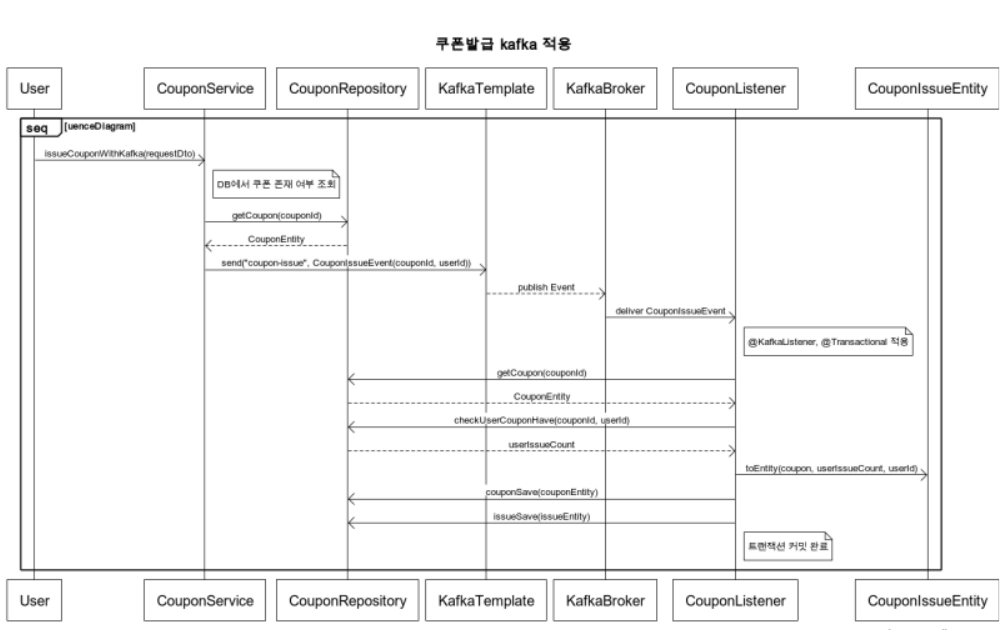 쿠폰발급 kafka 적용
User CouponService CouponRepository KafkaTemplate KafkaBroker CouponListener CouponIssueEntity
seq [uenceDiagram]
issueCouponWithKafka(requestDto)
DB에서 쿠폰 존재 여부 조회
getCoupon(couponId)
CouponEntity
send("coupon-issue", CouponIssueEvent(couponId, userId))
publish Event
deliver CouponIssueEvent
@KafkaListener, @Transactional 적용
getCoupon(couponId)
CouponEntity
checkUserCouponHave(couponId, userId)
userIssueCount
toEntity(coupon, userIssueCount, userId)
couponSave(couponEntity)
issueSave(issueEntity)
트랜잭션 커밋 완료
User CouponService CouponRepository KafkaTemplate KafkaBroker CouponListener CouponIssueEntity